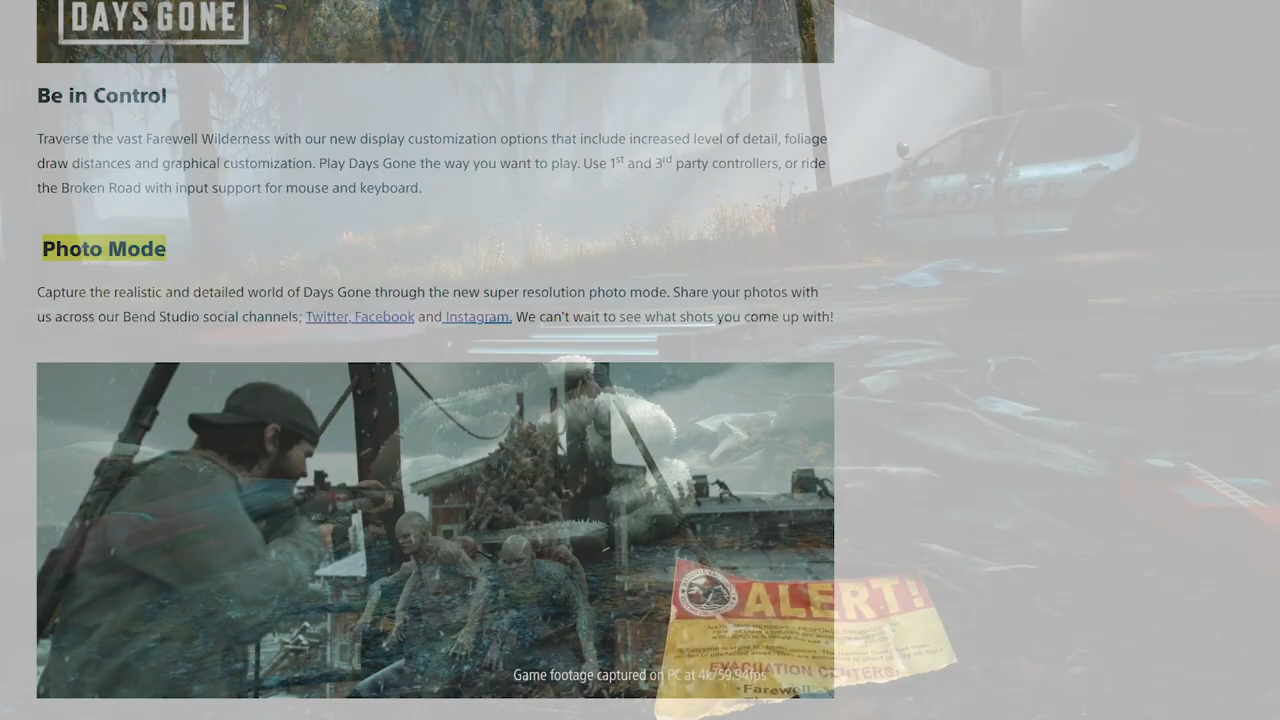 DAYS GONE
Be in Control
Traverse the vast Farewell Wilderness with our new display customization options that include increased level of detail, foliage
draw distances and graphical customization. Play Days Gone the way you want to play. Use 1st and 3rd party controllers, or ride
the Broken Road with input support for mouse and keyboard.
Photo Mode
Capture the realistic and detailed world of Days Gone through the new super resolution photo mode. Share your photos with
us across our Bend Studio social channels; Twitter, Facebook and Instagram. We can't wait to see what shots you come up with!
POLICE
ALERT!
EVACUATION CENTERS:
Game footage captured on PC at 4k/59.94fps
• Farewell